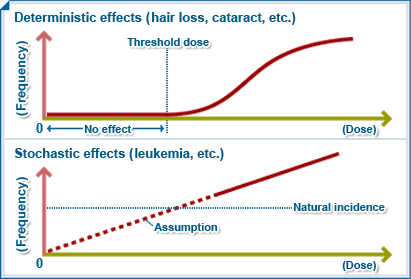 Deterministic effects (hair loss, cataract, etc.)
Threshold dose
(Frequency)
0
No effect
(Dose)
Stochastic effects (leukemia, etc.)
(Frequency)
Natural incidence
Assumption
0
(Dose)